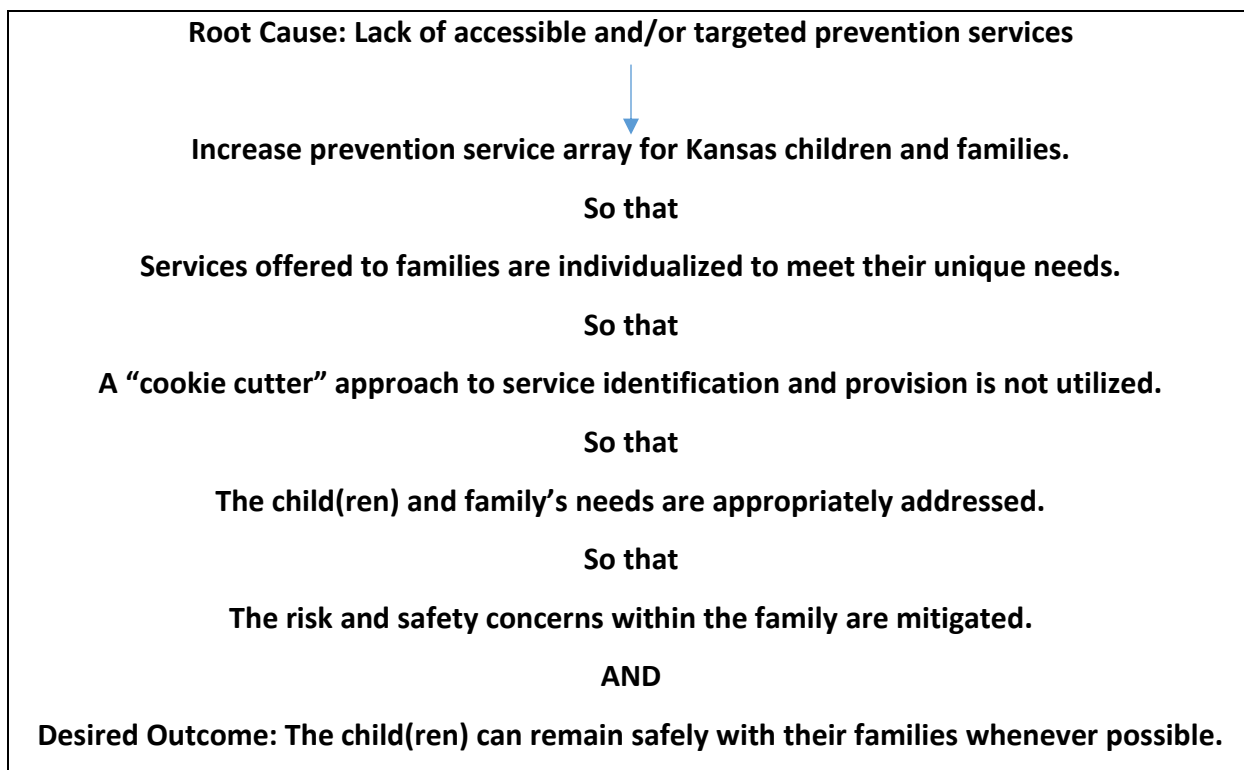 Root Cause: Lack of accessible and/or targeted prevention services
Increase prevention service array for Kansas children and families.
So that
Services offered to families are individualized to meet their unique needs.
So that
A “cookie cutter” approach to service identification and provision is not utilized.
So that
The child(ren) and family’s needs are appropriately addressed.
So that
The risk and safety concerns within the family are mitigated.
AND
Desired Outcome: The child(ren) can remain safely with their families whenever possible.